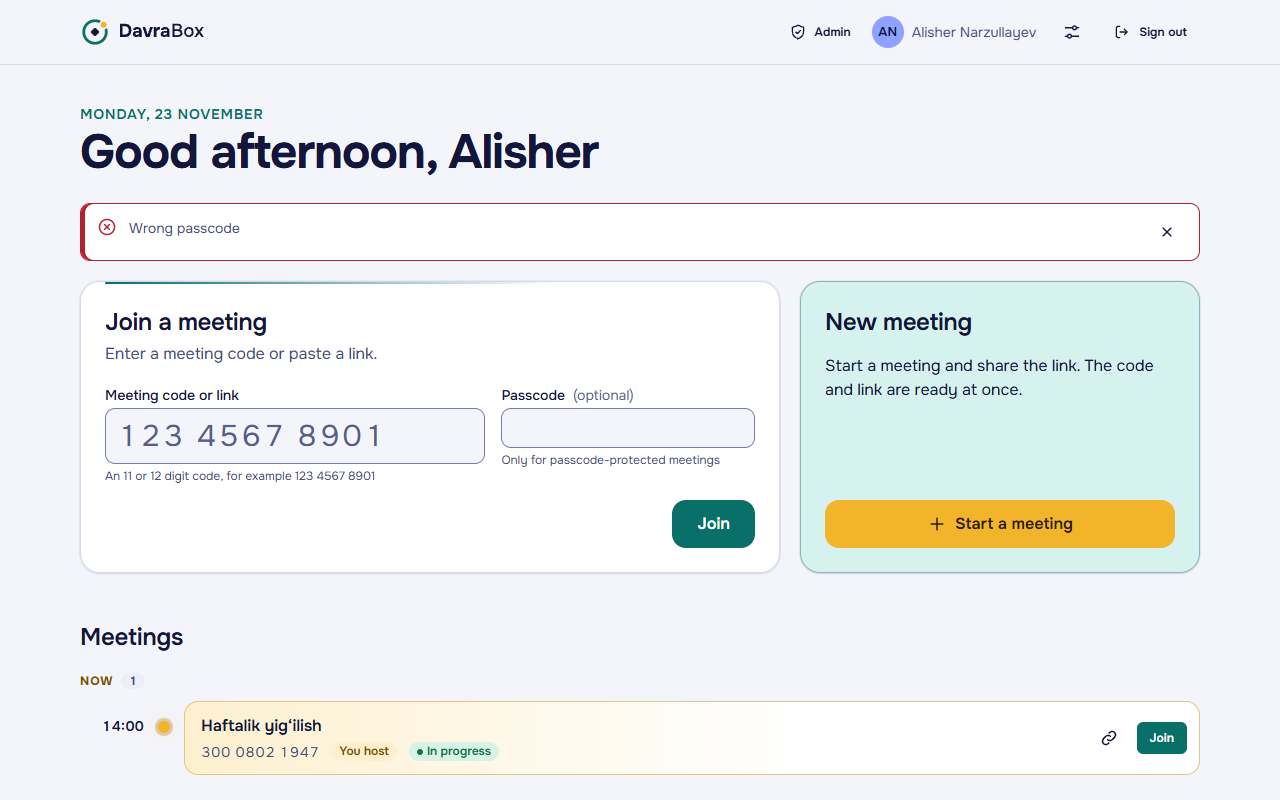 DavraBox
Admin
AN
Alisher Narzullayev
Sign out
MONDAY, 23 NOVEMBER
Good afternoon, Alisher
Wrong passcode
Join a meeting
Enter a meeting code or paste a link.
Meeting code or link
Passcode (optional)
123 4567 8901
An 11 or 12 digit code, for example 123 4567 8901
Only for passcode-protected meetings
Join
New meeting
Start a meeting and share the link. The code
and link are ready at once.
Start a meeting
Meetings
NOW 1
14:00
Haftalik yig‘ilish
300 0802 1947
You host
In progress
Join